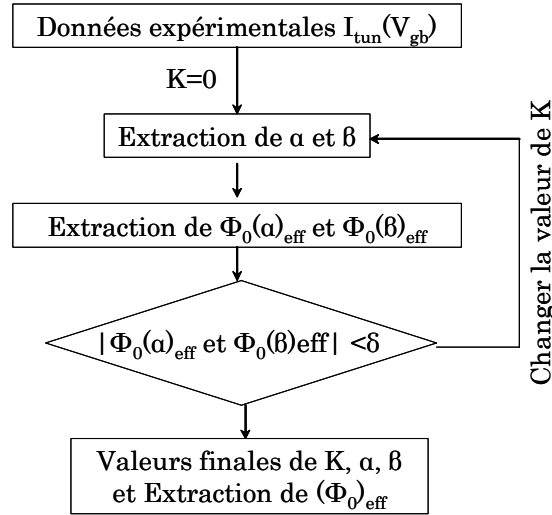 Données expérimentales I_tun(V_gb)
K=0
Extraction de α et β
Extraction de Φ_0(α)_eff et Φ_0(β)_eff
|Φ_0(α)_eff et Φ_0(β)eff| <δ
Changer la valeur de K
Valeurs finales de K, α, β
et Extraction de (Φ_0)_eff